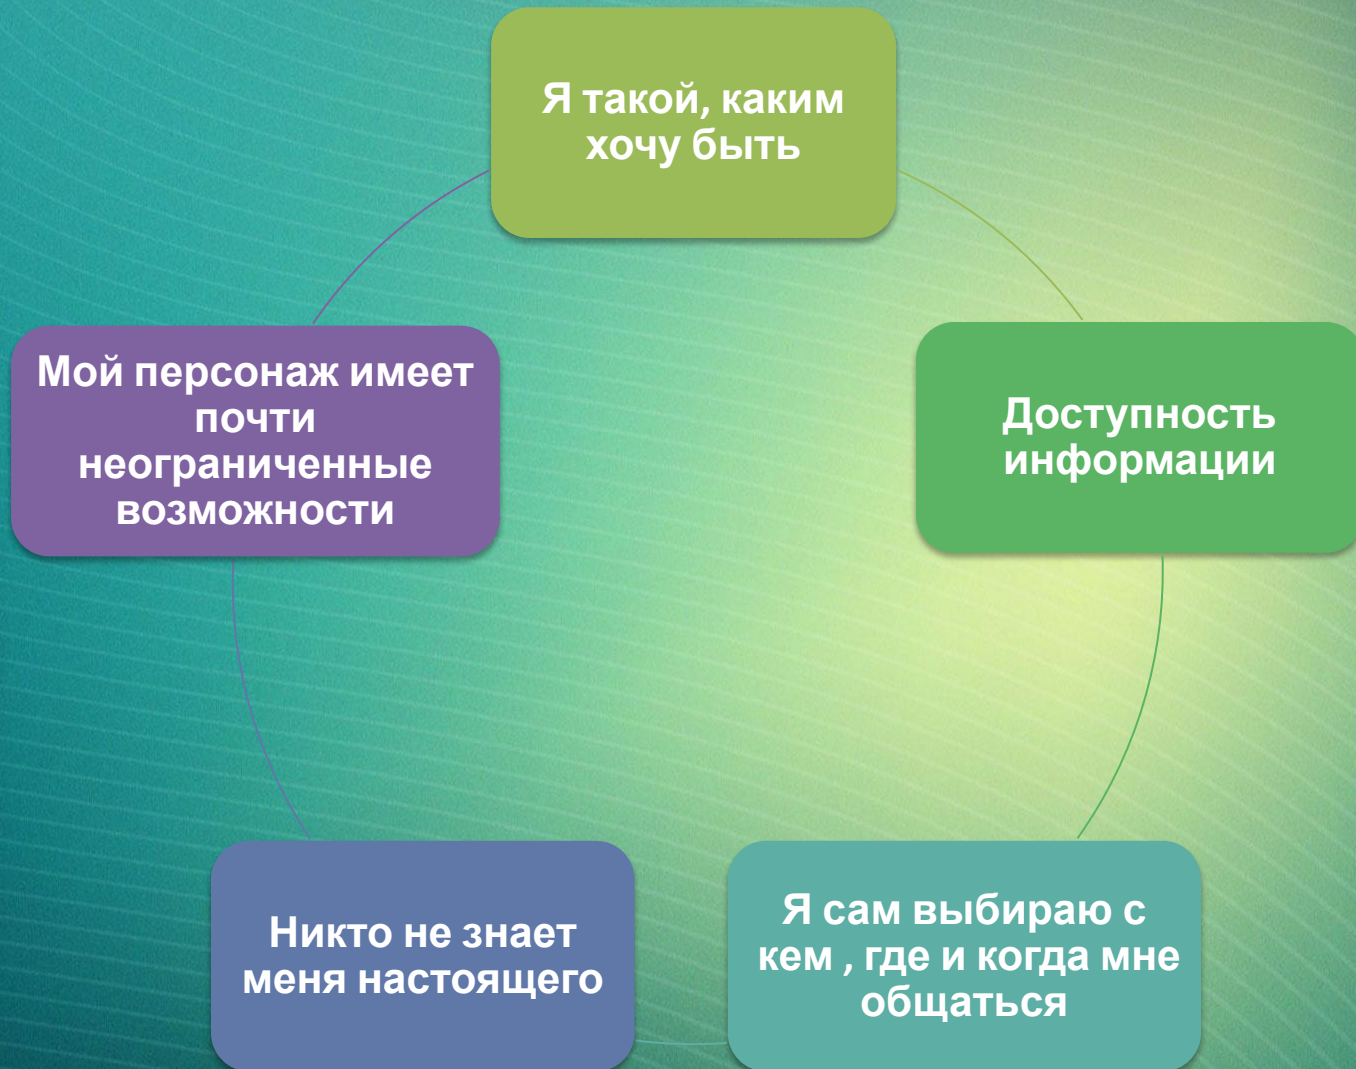 Я такой, каким
хочу быть
Мой персонаж имеет
почти
неограниченные
возможности
Доступность
информации
Никто не знает
меня настоящего
Я сам выбираю с
кем , где и когда мне
общаться